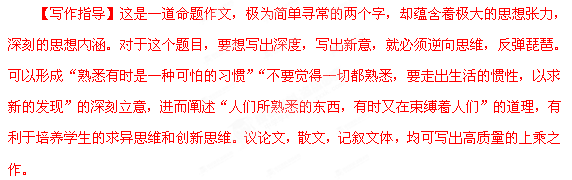 【写作指导】这是一道命题作文，极为简单寻常的两个字，却蕴含着极大的思想张力，
深刻的思想内涵。对于这个题目，要想写出深度，写出新意，就必须逆向思维，反弹琵琶。
可以形成“熟悉有时是一种可怕的习惯”“不要觉得一切都熟悉，要走出生活的惯性，以求
新的发现”的深刻立意，进而阐述“人们所熟悉的东西，有时又在束缚着人们”的道理，有
利于培养学生的求异思维和创新思维。议论文，散文，记叙文体，均可写出高质量的上乘之
作。